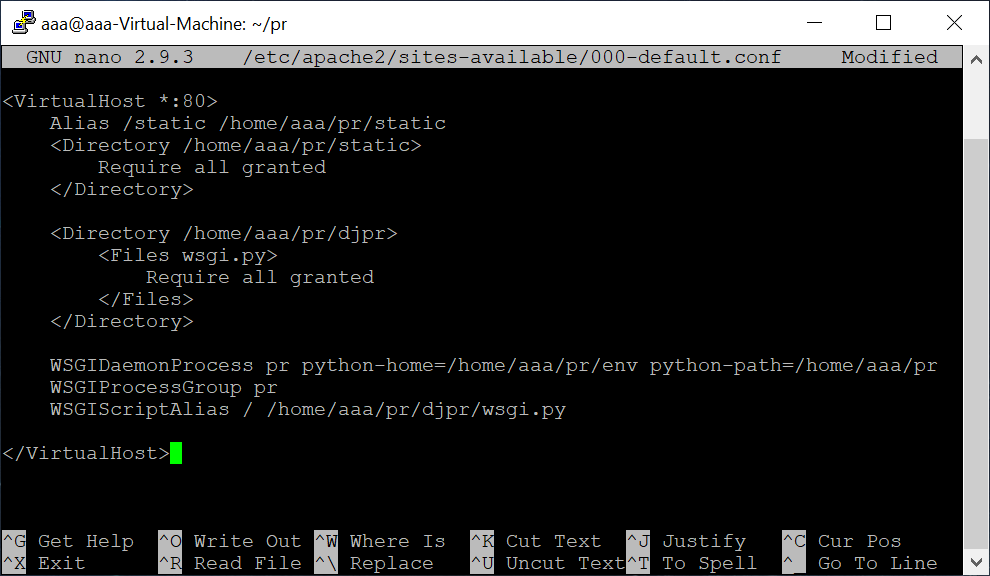 aaa@aaa-Virtual-Machine: ~/pr
GNU nano 2.9.3 /etc/apache2/sites-available/000-default.conf Modified
<VirtualHost *:80>
    Alias /static /home/aaa/pr/static
    <Directory /home/aaa/pr/static>
        Require all granted
    </Directory>

    <Directory /home/aaa/pr/djpr>
        <Files wsgi.py>
            Require all granted
        </Files>
    </Directory>

    WSGIDaemonProcess pr python-home=/home/aaa/pr/env python-path=/home/aaa/pr
    WSGIProcessGroup pr
    WSGIScriptAlias / /home/aaa/pr/djpr/wsgi.py

</VirtualHost>
^G Get Help ^O Write Out ^W Where Is ^K Cut Text ^J Justify ^C Cur Pos
^X Exit ^R Read File ^\ Replace ^U Uncut Text^T To Spell ^ Go To Line